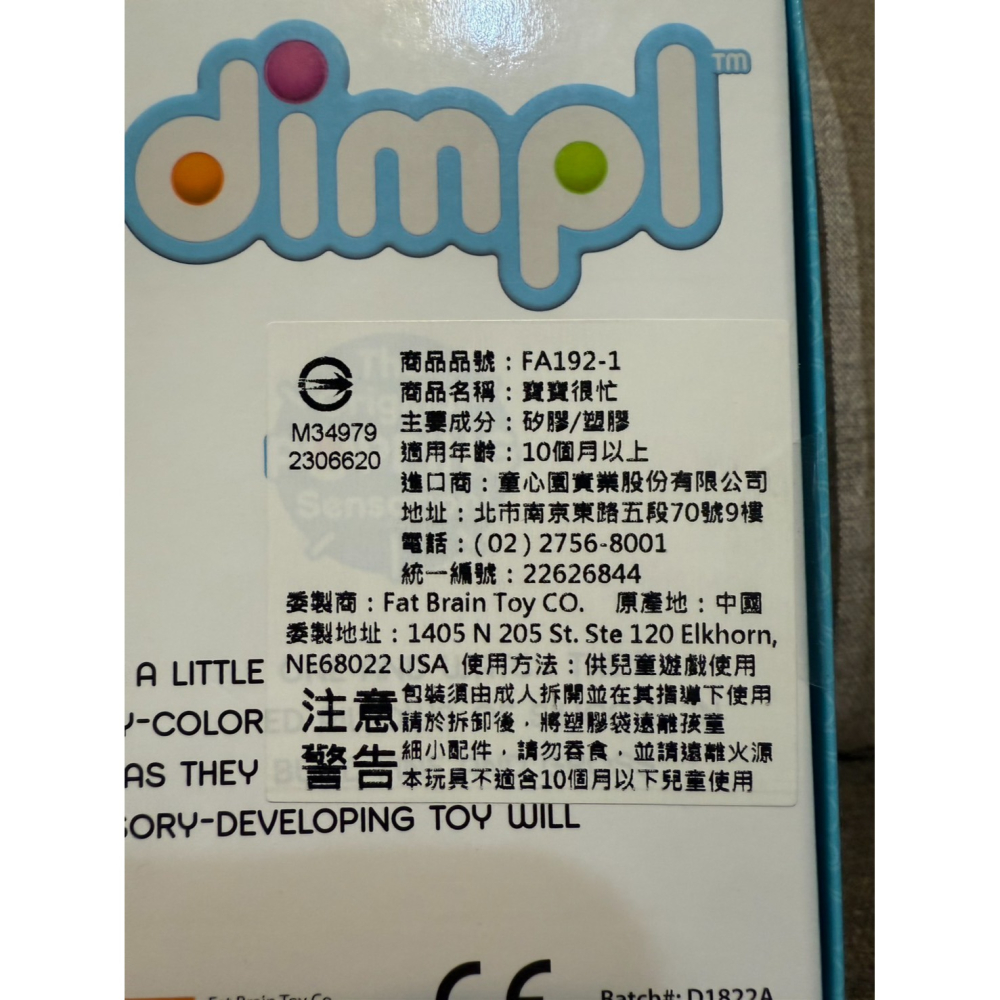 dimpl™
商品品號：FA192-1
商品名稱：寶寶很忙
M34979
主要成分：矽膠/塑膠
2306620
適用年齡：10個月以上
進口商：童心園實業股份有限公司
地址：北市南京東路五段70號9樓
電話：(02) 2756-8001
統一編號：22626844
委製商：Fat Brain Toy CO. 原產地：中國
委製地址：1405 N 205 St. Ste 120 Elkhorn,
NE68022 USA 使用方法：供兒童遊戲使用
注意
警告
包裝須由成人拆開並在其指導下使用
請於拆卸後，將塑膠袋遠離孩童
細小配件，請勿吞食，並請遠離火源
本玩具不適合10個月以下兒童使用
A LITTLE
Y-COLOR
AS THEY
SORY-DEVELOPING TOY WILL
CE
Fat Brain Toy Co
Batch#: D1822A